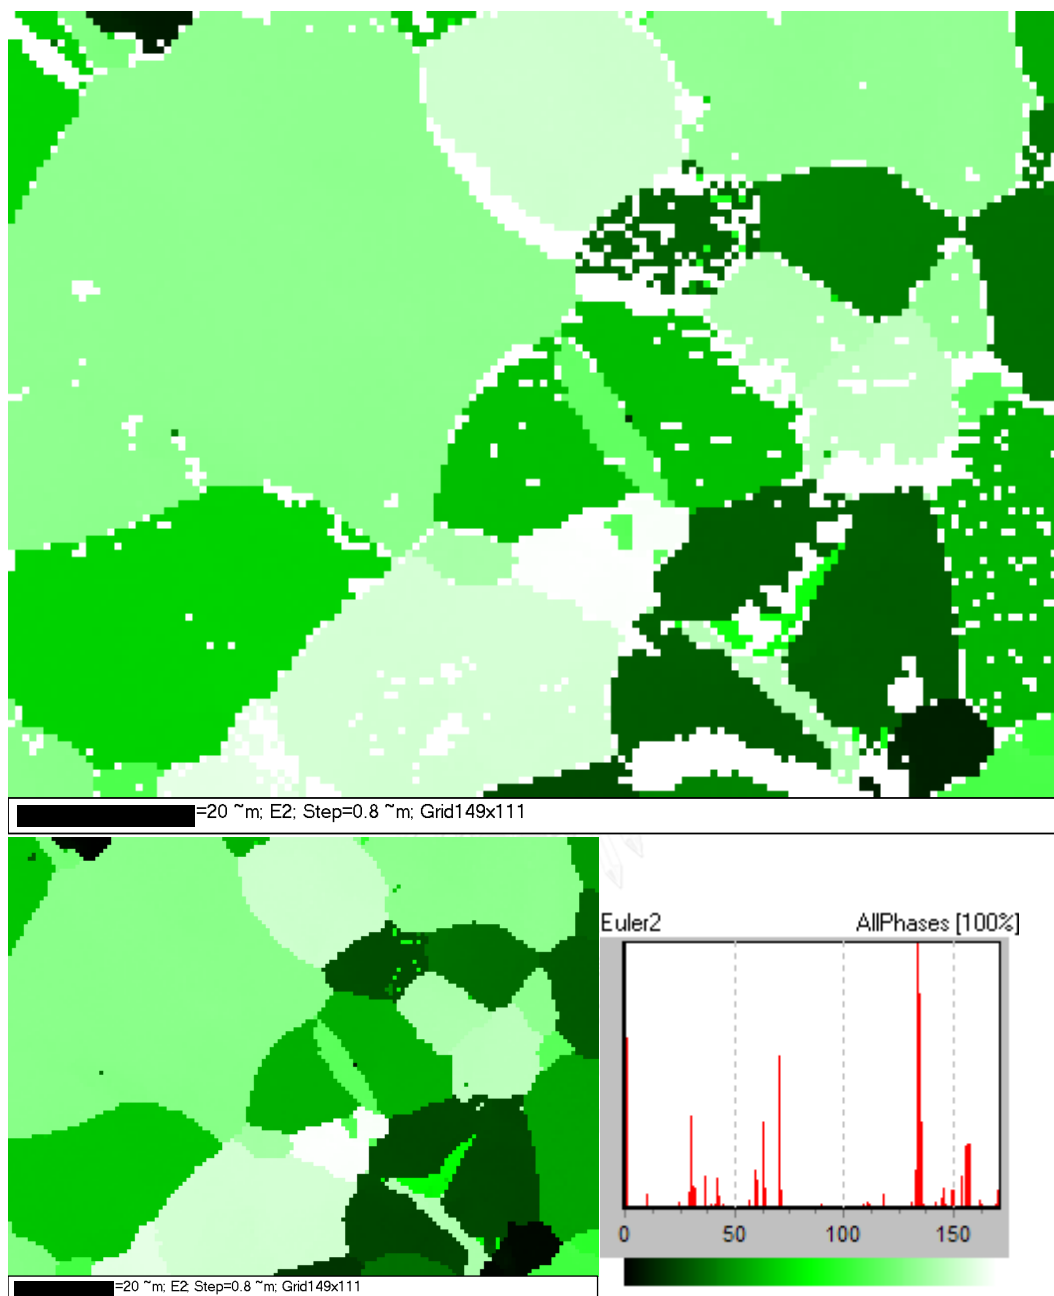 =20 ~m; E2; Step=0.8 ~m; Grid149x111
Euler2 AllPhases [100%]
0 50 100 150
=20 ~m; E2; Step=0.8 ~m; Grid149x111